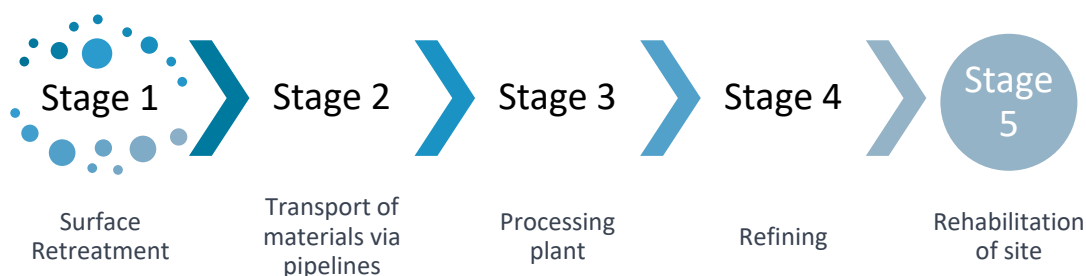 Stage 1
Stage 2
Stage 3
Stage 4
Stage
5
Surface
Retreatment
Transport of
materials via
pipelines
Processing
plant
Refining
Rehabilitation
of site